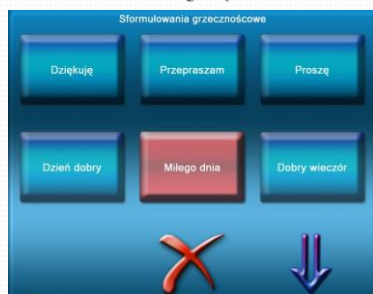 Sformułowania grzecznościowe
Dziękuję
Przepraszam
Proszę
Dzień dobry
Miłego dnia
Dobry wieczór